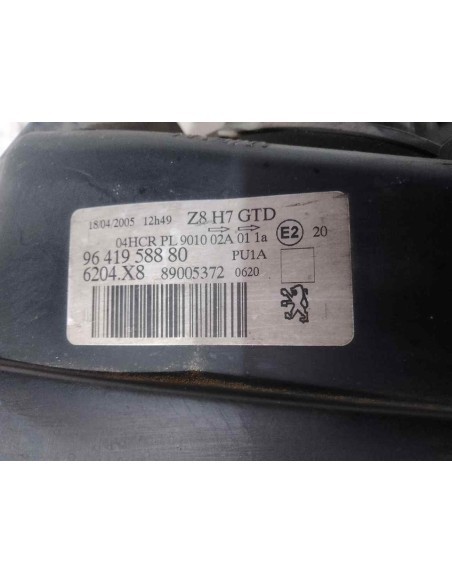 18/04/2005 12h49 Z8 H7 GTD
04HCR PL 9010 02A 01 1a E2 20
96 419 588 80 PU1A
6204.X8 89005372 0620